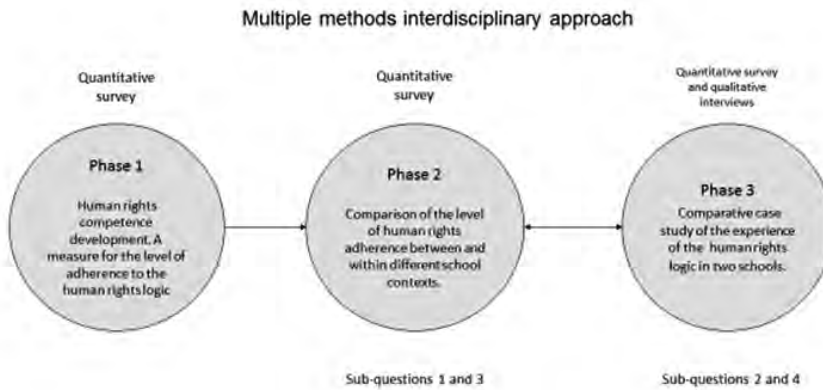 Multiple methods interdisciplinary approach
Quantitative
survey
Quantitative
survey
Quantitative survey
and qualitative
interviews
Phase 1
Human rights
competence
development. A
measure for the level of
adherence to the
human rights logic
Phase 2
Comparison of the level
of human rights
adherence between and
within different school
contexts.
Phase 3
Comparative case
study of the experience
of the human rights
logic in two schools.
Sub-questions 1 and 3
Sub-questions 2 and 4